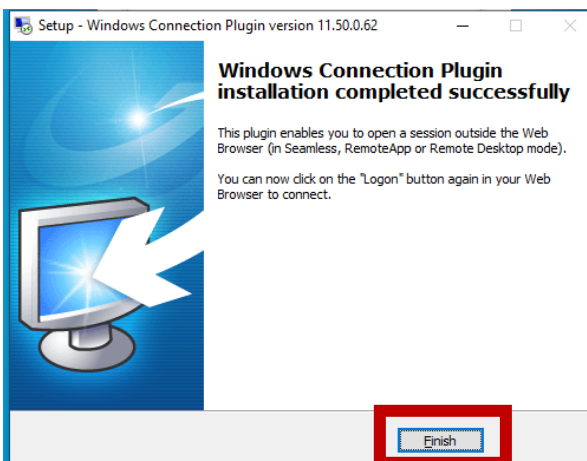 Setup - Windows Connection Plugin version 11.50.0.62
Windows Connection Plugin
installation completed successfully
This plugin enables you to open a session outside the Web
Browser (in Seamless, RemoteApp or Remote Desktop mode).
You can now click on the "Logon" button again in your Web
Browser to connect.
Finish